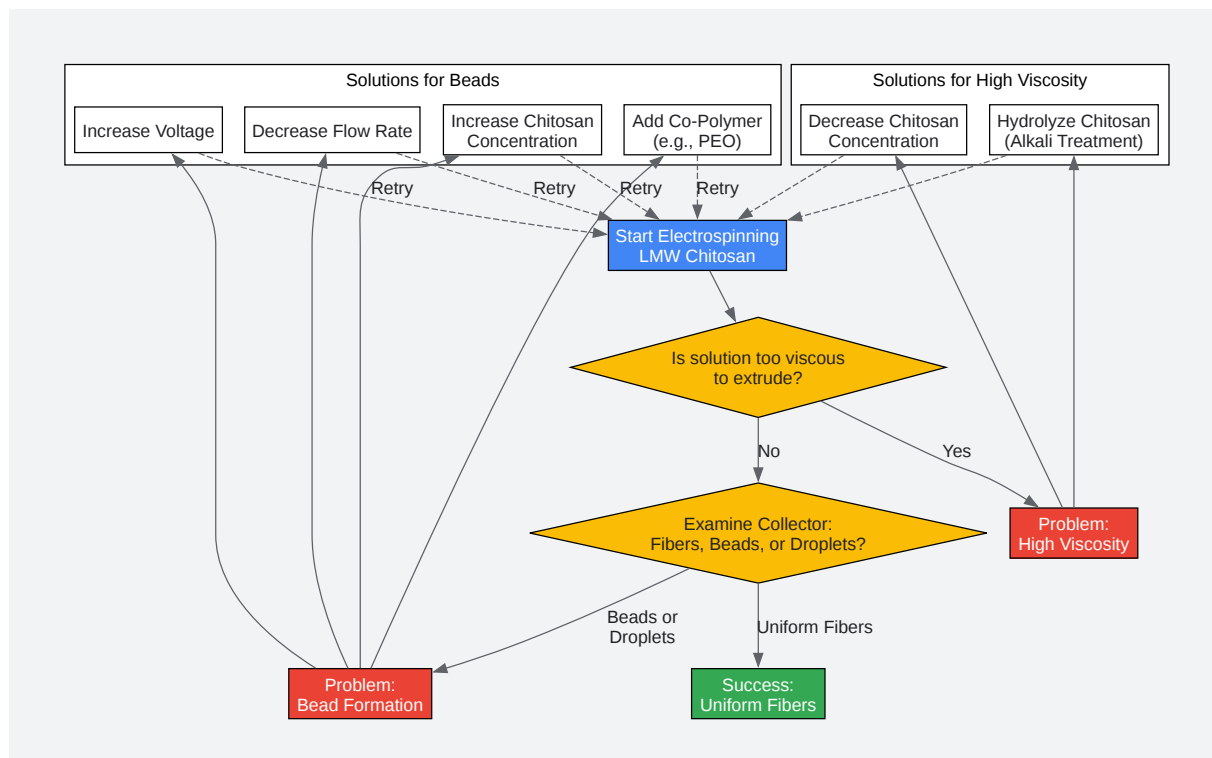 Solutions for Beads
Solutions for High Viscosity
Increase Voltage
Decrease Flow Rate
Increase Chitosan
Concentration
Add Co-Polymer
(e.g., PEO)
Decrease Chitosan
Concentration
Hydrolyze Chitosan
(Alkali Treatment)
Retry
Retry
Retry
Retry
Start Electrospinning
LMW Chitosan
Is solution too viscous
to extrude?
No
Yes
Examine Collector:
Fibers, Beads, or Droplets?
Problem:
High Viscosity
Beads or
Droplets
Uniform Fibers
Problem:
Bead Formation
Success:
Uniform Fibers